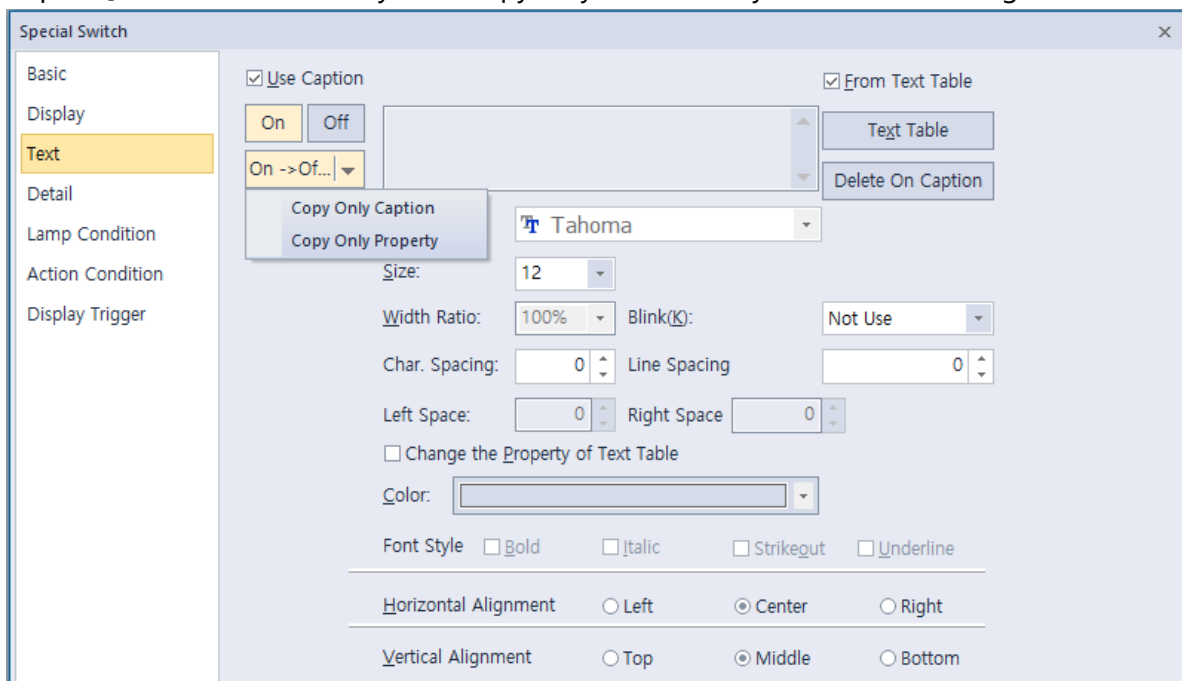 Special Switch
Basic
Display
Text
Detail
Lamp Condition
Action Condition
Display Trigger
Use Caption
From Text Table
On Off
Text Table
On ->Of...
Delete On Caption
Copy Only Caption
Copy Only Property
Tahoma
Size: 12
Width Ratio: 100% Blink(K): Not Use
Char. Spacing: 0 Line Spacing 0
Left Space: 0 Right Space 0
Change the Property of Text Table
Color:
Font Style Bold Italic Strikeout Underline
Horizontal Alignment Left Center Right
Vertical Alignment Top Middle Bottom